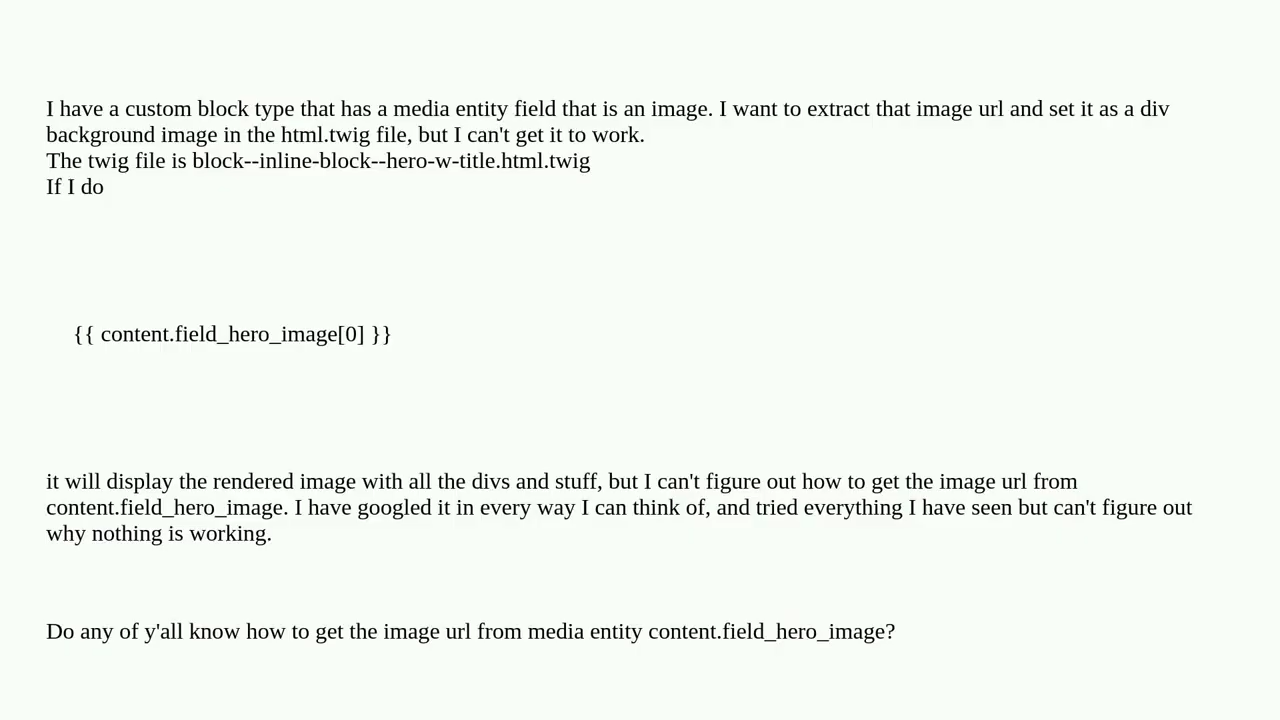 I have a custom block type that has a media entity field that is an image. I want to extract that image url and set it as a div
background image in the html.twig file, but I can't get it to work.
The twig file is block--inline-block--hero-w-title.html.twig
If I do
{{ content.field_hero_image[0] }}
it will display the rendered image with all the divs and stuff, but I can't figure out how to get the image url from
content.field_hero_image. I have googled it in every way I can think of, and tried everything I have seen but can't figure out
why nothing is working.
Do any of y'all know how to get the image url from media entity content.field_hero_image?